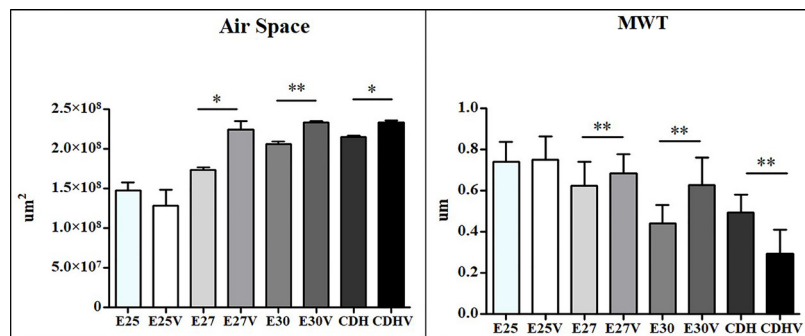 Air Space
* ** *
2.5×10⁸
2.0×10⁸
1.5×10⁸
1.0×10⁸
5.0×10⁷
0
um²
E25 E25V E27 E27V E30 E30V CDH CDHV
MWT
** ** **
1.0
0.8
0.6
0.4
0.2
0.0
um
E25 E25V E27 E27V E30 E30V CDH CDHV